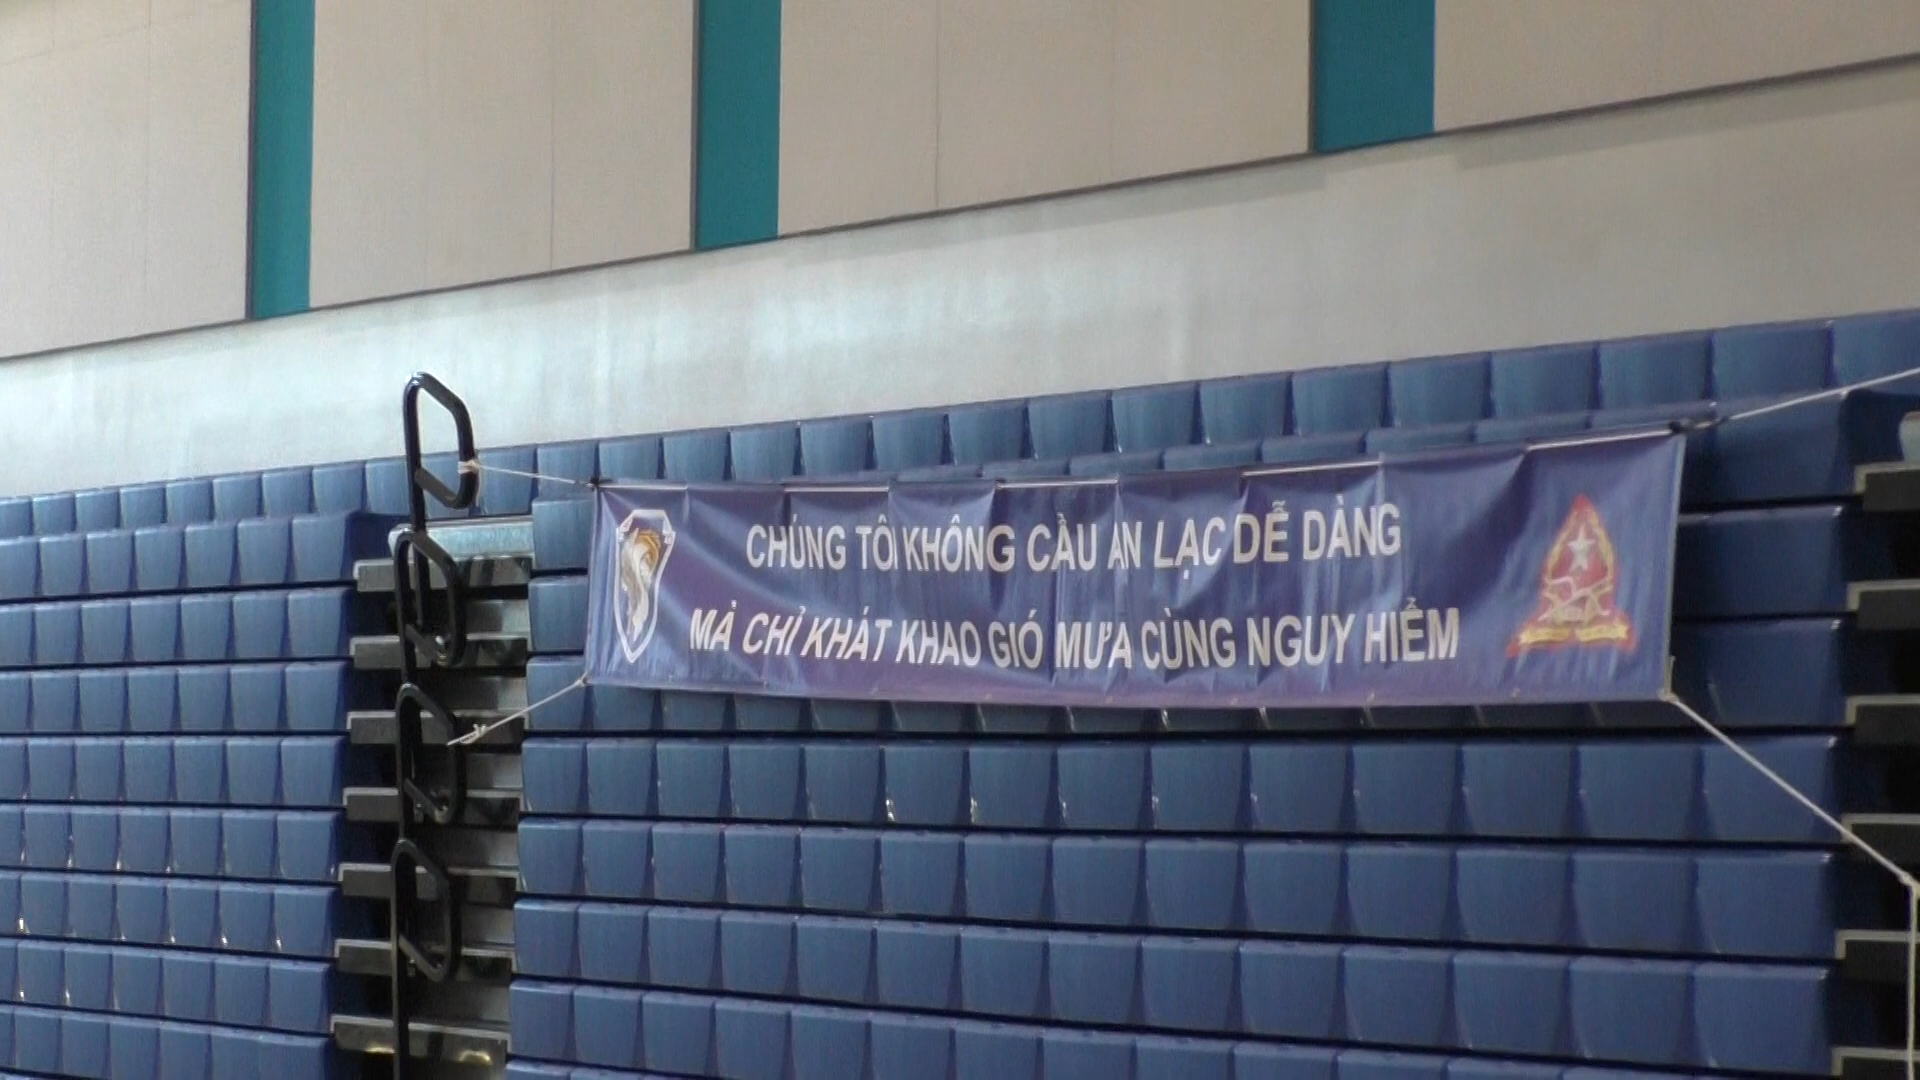 CHÚNG TÔI KHÔNG CẦU AN LẠC DỄ DÀNG
MÀ CHỈ KHÁT KHAO GIÓ MƯA CÙNG NGUY HIỂM